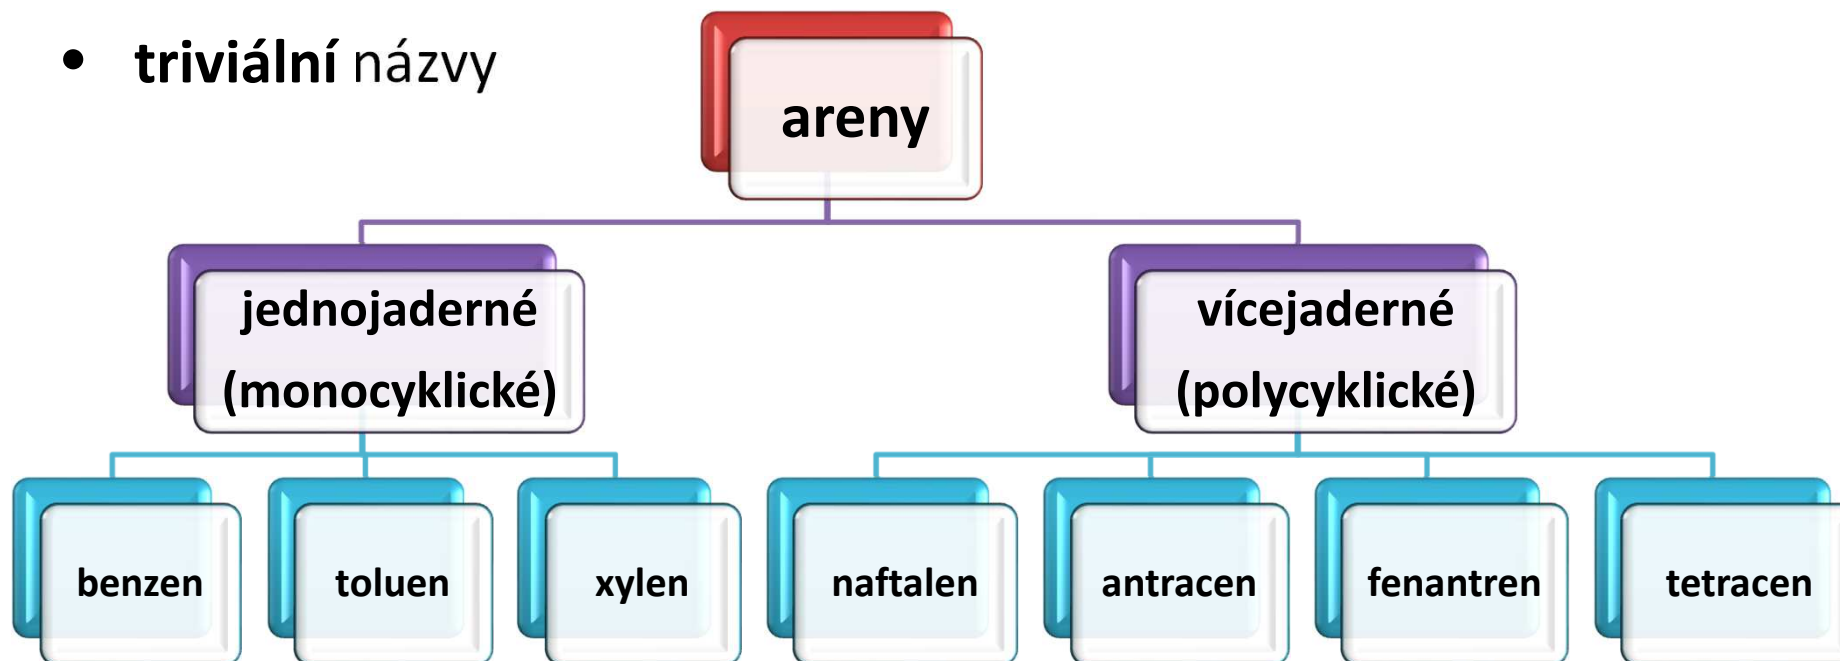 • triviální názvy
areny
jednojaderné
(monocyklické)
vícejaderné
(polycyklické)
benzen
toluen
xylen
naftalen
antracen
fenantren
tetracen